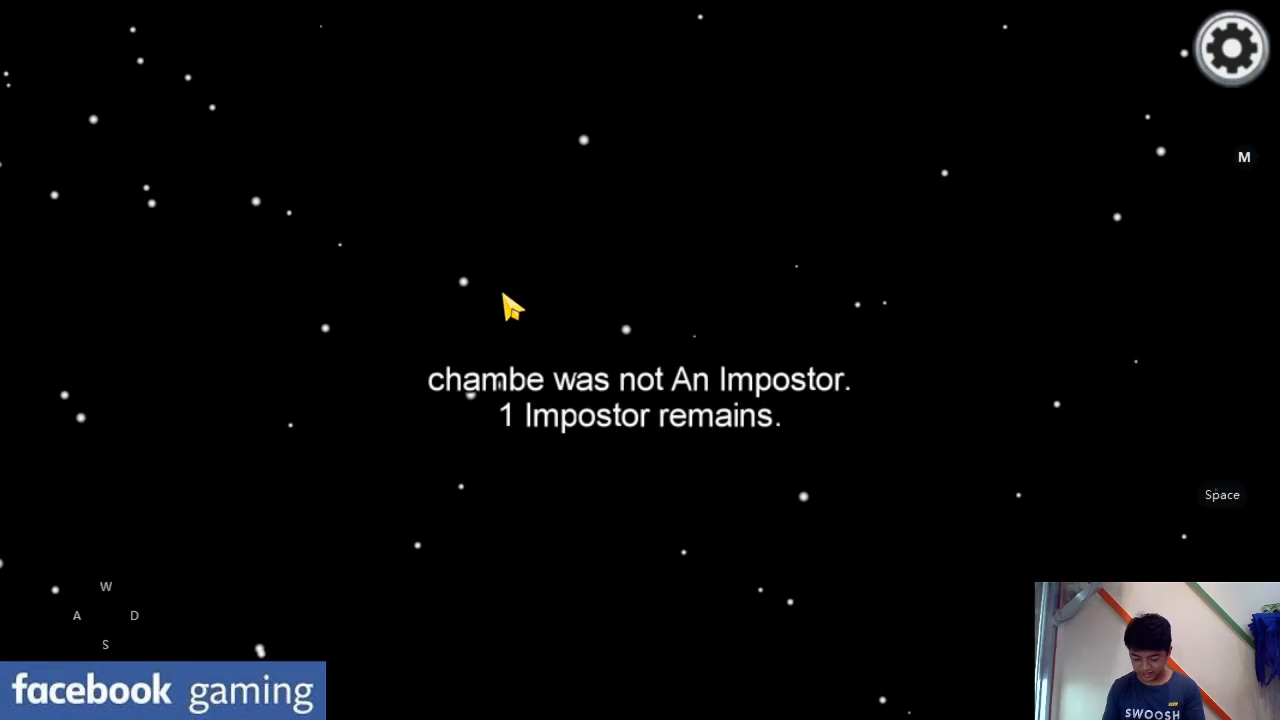 M
chambe was not An Impostor.
1 Impostor remains.
Space
W
A D
S
facebook gaming
SWOOSH